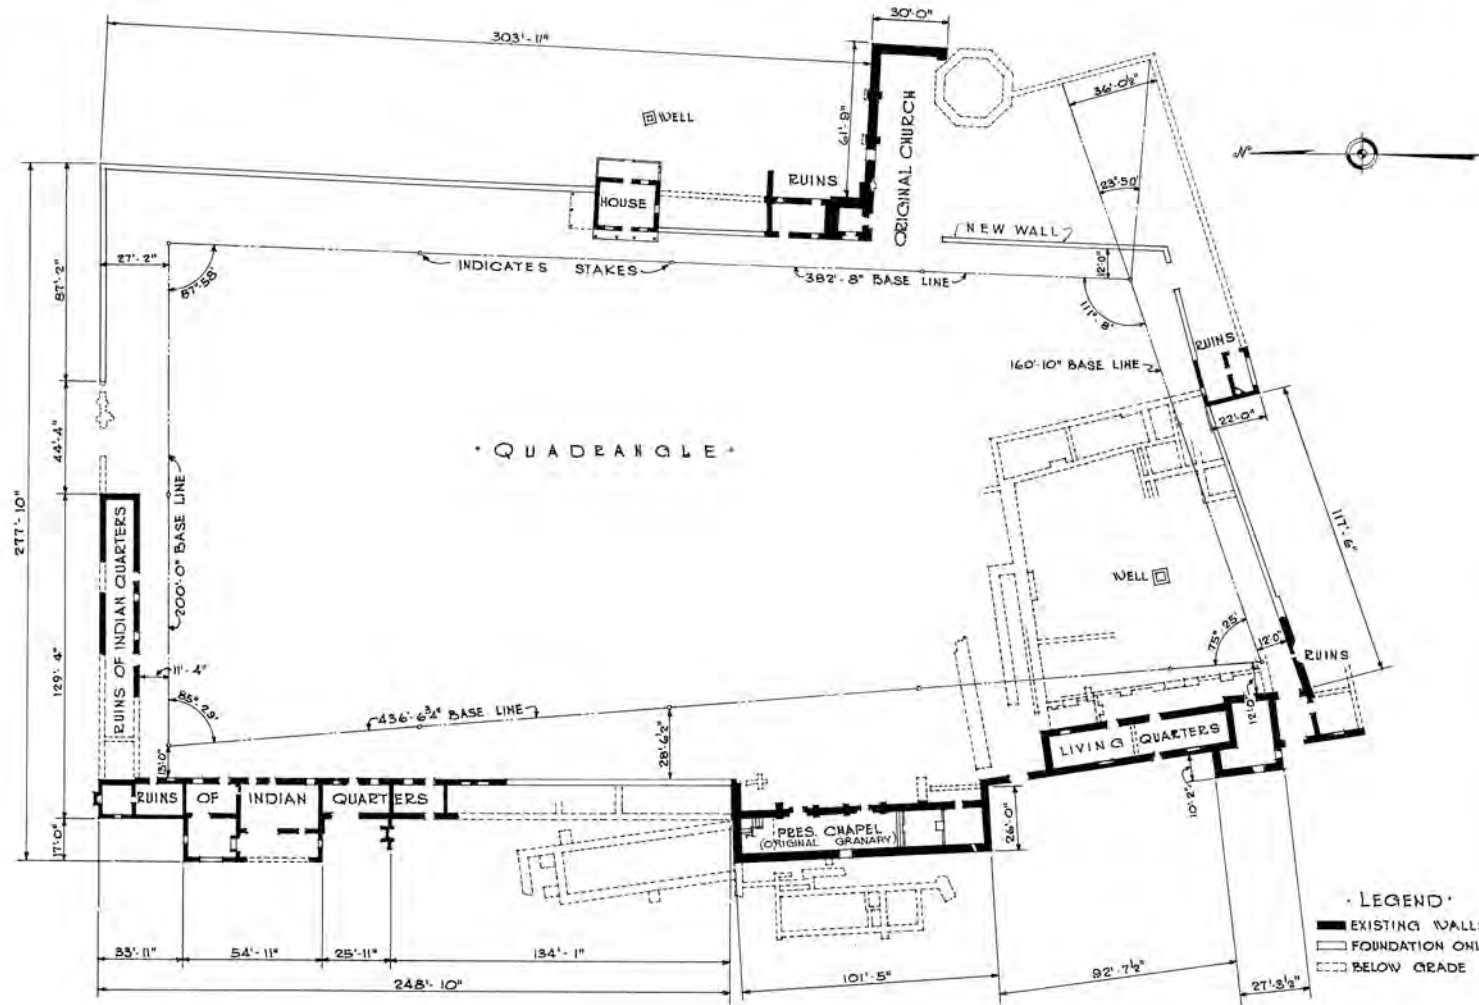 30'-0"
303'-11"
WELL
61'-9"
ORIGINAL CHURCH
36'-0½"
N
23°-50'
RUINS
HOUSE
NEW WALL
27'-2"
87°-58'
INDICATES STAKES
382'-8" BASE LINE
12'0"
111°-8'
87'-2"
160'-10" BASE LINE
RUINS
22'-0"
44'-4"
· QUADRANGLE ·
277'-10"
200'-0" BASE LINE
RUINS OF INDIAN QUARTERS
117'-6"
WELL
75°-25'
12'0"
RUINS
129'-4"
11'-4"
85°-29'
436'-6¾" BASE LINE
28'-6½"
12'-0"
LIVING QUARTERS
13'-0"
RUINS OF INDIAN QUARTERS
10'-2"
26'-0"
PRES. CHAPEL
(ORIGINAL GRANARY)
17'-0"
· LEGEND ·
EXISTING WALLS
FOUNDATION ONL
BELOW GRADE
33'-11"
54'-11"
25'-11"
134'-1"
248'-10"
101'-5"
92'-7½"
27'-3½"